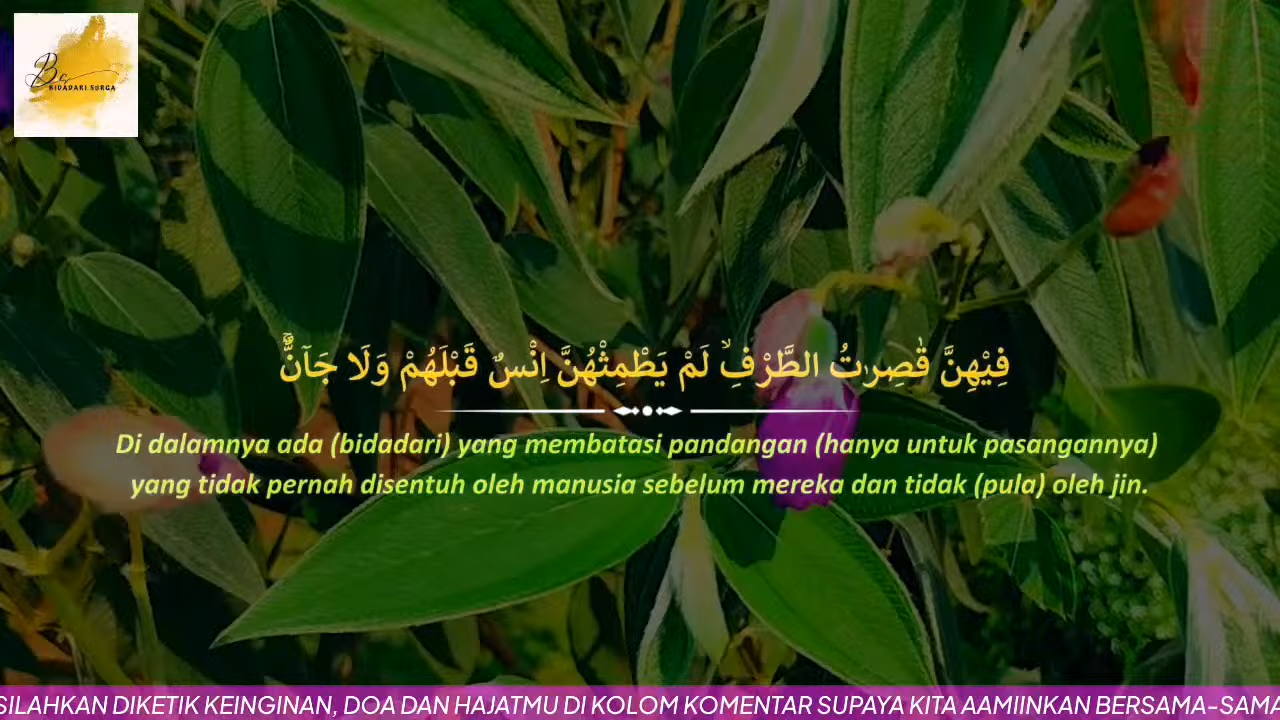 Bs
BIDADARI SURGA
فِيْهِنَّ قٰصِرٰتُ الطَّرْفِۙ لَمْ يَطْمِثْهُنَّ اِنْسٌ قَبْلَهُمْ وَلَا جَاۤنٌّۚ
Di dalamnya ada (bidadari) yang membatasi pandangan (hanya untuk pasangannya)
yang tidak pernah disentuh oleh manusia sebelum mereka dan tidak (pula) oleh jin.
SILAHKAN DIKETIK KEINGINAN, DOA DAN HAJATMU DI KOLOM KOMENTAR SUPAYA KITA AAMIINKAN BERSAMA-SAMA